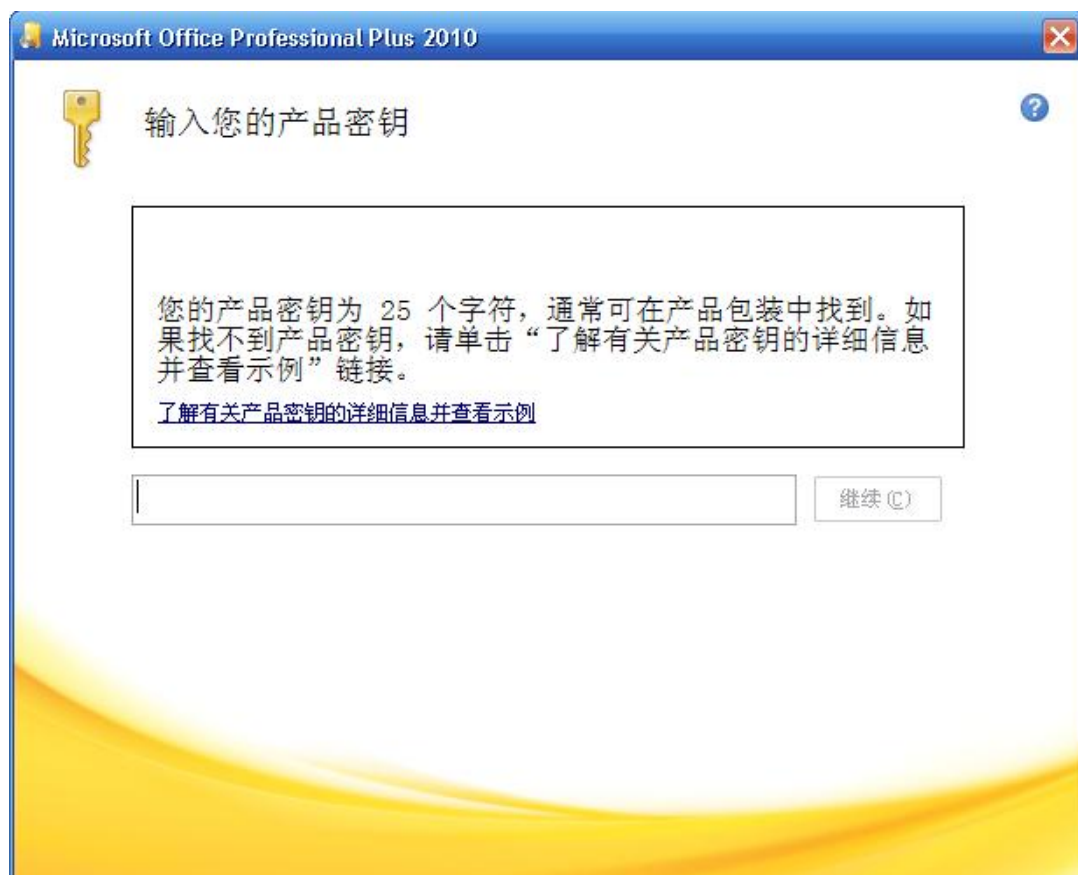 Microsoft Office Professional Plus 2010
输入您的产品密钥
您的产品密钥为 25 个字符，通常可在产品包装中找到。如
果找不到产品密钥，请单击“了解有关产品密钥的详细信息
并查看示例”链接。
了解有关产品密钥的详细信息并查看示例
继续(C)